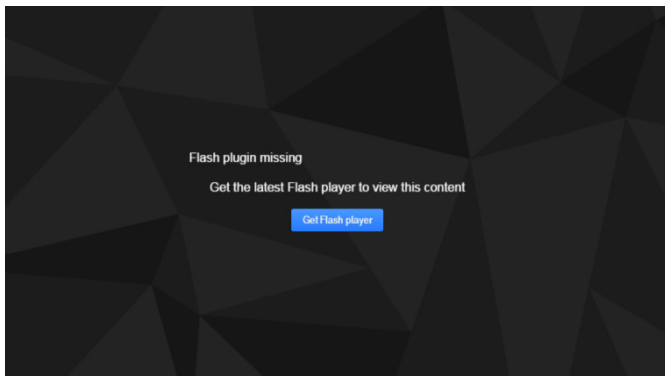 Flash plugin missing
Get the latest Flash player to view this content
Get Flash player